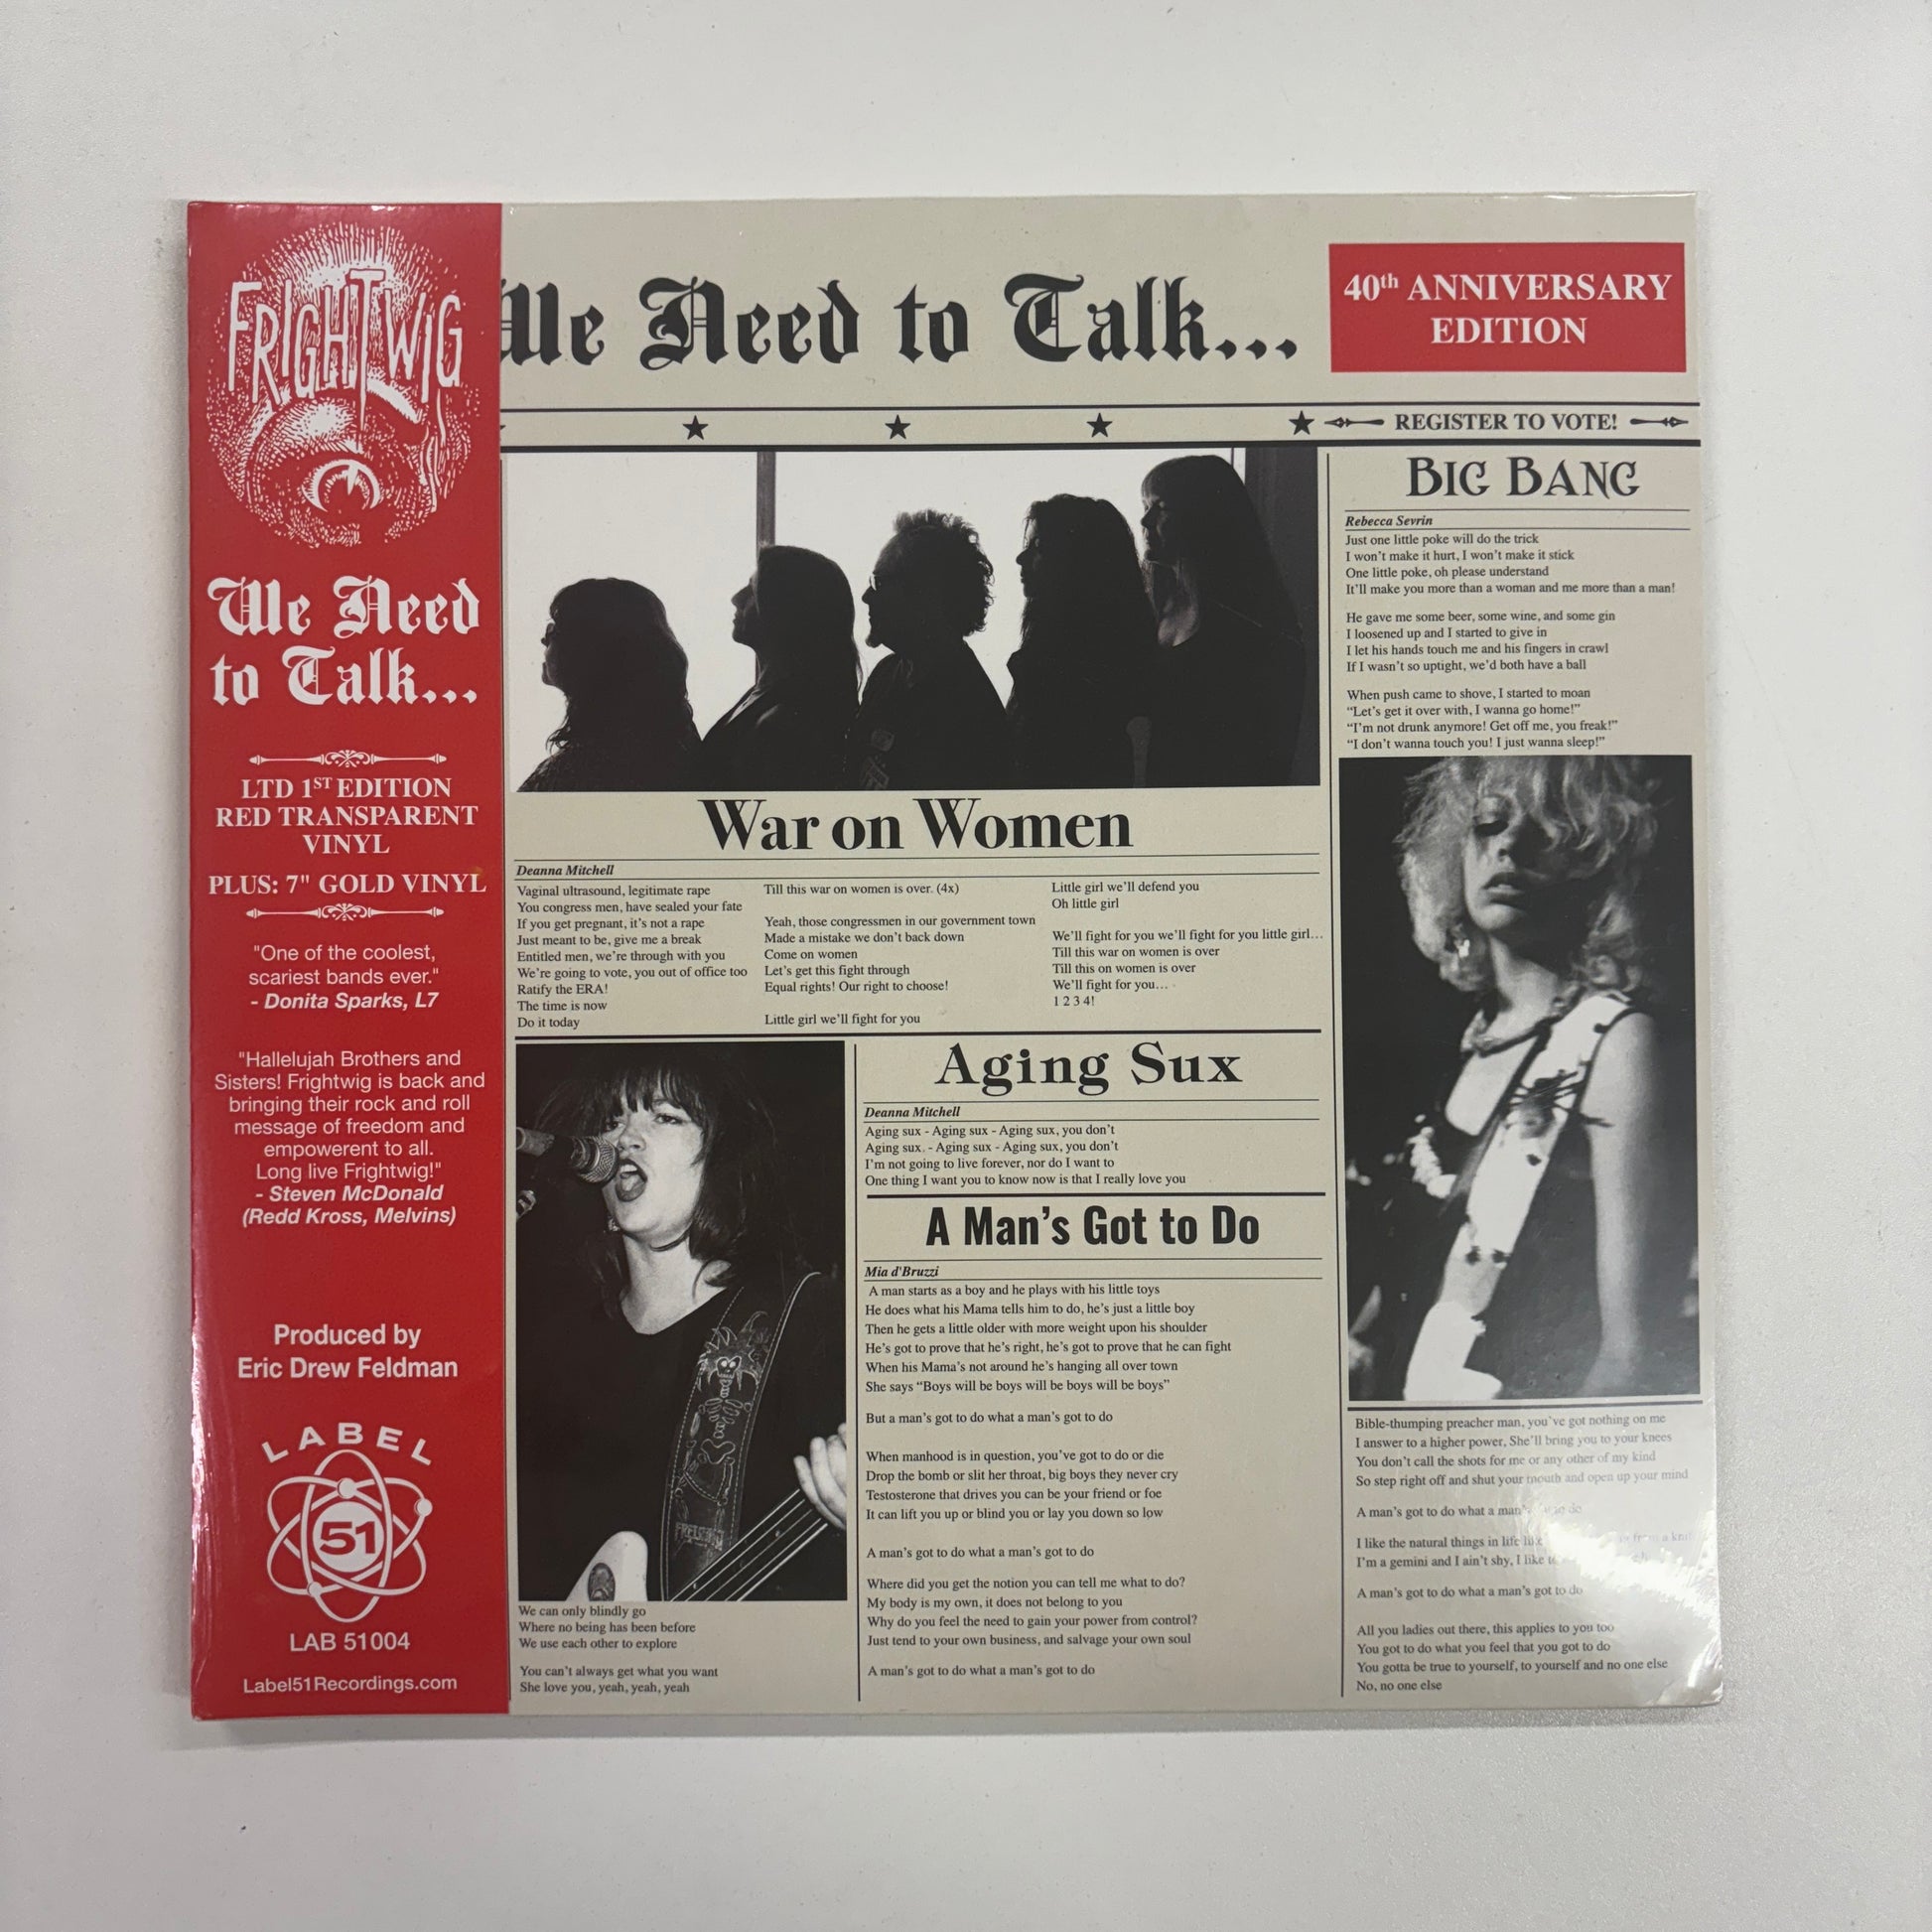 FRIGHTWIG
We Need
to Talk...
LTD 1ST EDITION
RED TRANSPARENT
VINYL
PLUS: 7" GOLD VINYL
"One of the coolest,
scariest bands ever."
- Donita Sparks, L7
"Hallelujah Brothers and
Sisters! Frightwig is back and
bringing their rock and roll
message of freedom and
empowerent to all.
Long live Frightwig!"
- Steven McDonald
(Redd Kross, Melvins)
Produced by
Eric Drew Feldman
LABEL
51
LAB 51004
Label51Recordings.com
We Need to Talk...
40th ANNIVERSARY
EDITION
REGISTER TO VOTE!
War on Women
Deanna Mitchell
Vaginal ultrasound, legitimate rape
You congress men, have sealed your fate
If you get pregnant, it's not a rape
Just meant to be, give me a break
Entitled men, we're through with you
We're going to vote, you out of office too
Ratify the ERA!
The time is now
Do it today
Till this war on women is over. (4x)
Yeah, those congressmen in our government town
Made a mistake we don't back down
Come on women
Let's get this fight through
Equal rights! Our right to choose!
Little girl we'll fight for you
Little girl we'll defend you
Oh little girl
We'll fight for you we'll fight for you little girl...
Till this war on women is over
Till this on women is over
We'll fight for you...
1 2 3 4!
We can only blindly go
Where no being has been before
We use each other to explore
You can't always get what you want
She love you, yeah, yeah, yeah
Aging Sux
Deanna Mitchell
Aging sux - Aging sux - Aging sux, you don't
Aging sux. - Aging sux - Aging sux, you don't
I'm not going to live forever, nor do I want to
One thing I want you to know now is that I really love you
A Man's Got to Do
Mia d'Bruzzi
A man starts as a boy and he plays with his little toys
He does what his Mama tells him to do, he's just a little boy
Then he gets a little older with more weight upon his shoulder
He's got to prove that he's right, he's got to prove that he can fight
When his Mama's not around he's hanging all over town
She says "Boys will be boys will be boys will be boys"
But a man's got to do what a man's got to do
When manhood is in question, you've got to do or die
Drop the bomb or slit her throat, big boys they never cry
Testosterone that drives you can be your friend or foe
It can lift you up or blind you or lay you down so low
A man's got to do what a man's got to do
Where did you get the notion you can tell me what to do?
My body is my own, it does not belong to you
Why do you feel the need to gain your power from control?
Just tend to your own business, and salvage your own soul
A man's got to do what a man's got to do
BIG BANG
Rebecca Sevrin
Just one little poke will do the trick
I won't make it hurt, I won't make it stick
One little poke, oh please understand
It'll make you more than a woman and me more than a man!
He gave me some beer, some wine, and some gin
I loosened up and I started to give in
I let his hands touch me and his fingers in crawl
If I wasn't so uptight, we'd both have a ball
When push came to shove, I started to moan
"Let's get it over with, I wanna go home!"
"I'm not drunk anymore! Get off me, you freak!"
"I don't wanna touch you! I just wanna sleep!"
Bible-thumping preacher man, you've got nothing on me
I answer to a higher power, She'll bring you to your knees
You don't call the shots for me or any other of my kind
So step right off and shut your mouth and open up your mind
A man's got to do what a man's to do
I like the natural things in life like from a
I'm a gemini and I ain't shy, I like
A man's got to do what a man's got to do
All you ladies out there, this applies to you too
You got to do what you feel that you got to do
You gotta be true to yourself, to yourself and no one else
No, no one else